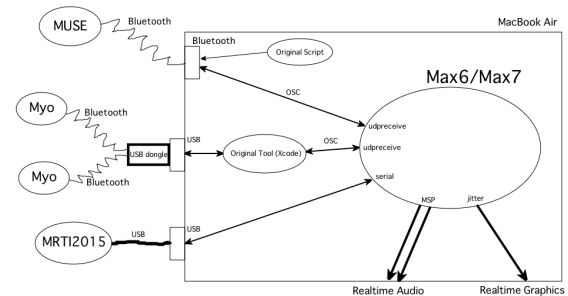 MacBook Air
MUSE
Bluetooth
Bluetooth
Original Script
OSC
Max6/Max7
Myo
Bluetooth
USB dongle
USB
Original Tool (Xcode)
OSC
udpreceive
udpreceive
serial
Myo
Bluetooth
MRTI2015
USB
USB
MSP
jitter
Realtime Audio
Realtime Graphics